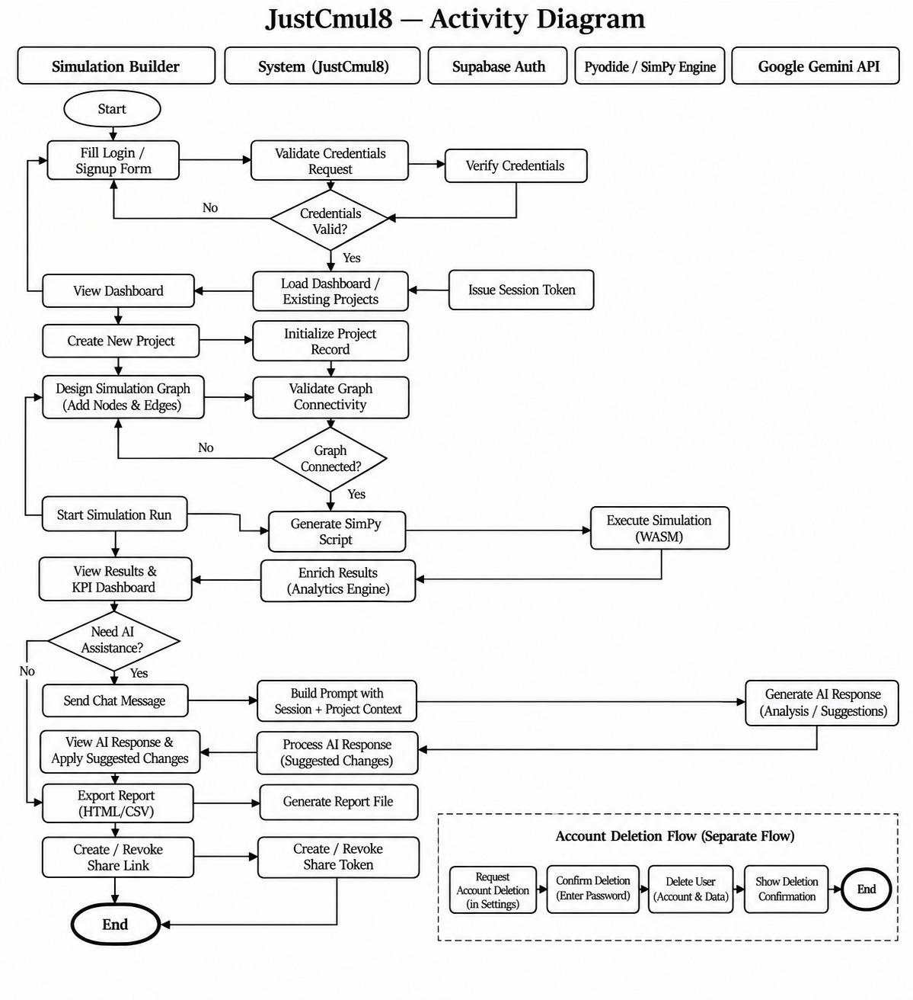 JustCmul8 — Activity Diagram
Simulation Builder
System (JustCmul8)
Supabase Auth
Pyodide / SimPy Engine
Google Gemini API
Start
Fill Login /
Signup Form
Validate Credentials
Request
Verify Credentials
No
Credentials
Valid?
Yes
View Dashboard
Load Dashboard /
Existing Projects
Issue Session Token
Create New Project
Initialize Project
Record
Design Simulation Graph
(Add Nodes & Edges)
Validate Graph
Connectivity
No
Graph
Connected?
Yes
Start Simulation Run
Generate SimPy
Script
Execute Simulation
(WASM)
View Results &
KPI Dashboard
Enrich Results
(Analytics Engine)
Need AI
Assistance?
No
Yes
Send Chat Message
Build Prompt with
Session + Project Context
Generate AI Response
(Analysis / Suggestions)
View AI Response &
Apply Suggested Changes
Process AI Response
(Suggested Changes)
Export Report
(HTML/CSV)
Generate Report File
Create / Revoke
Share Link
Create / Revoke
Share Token
End
Account Deletion Flow (Separate Flow)
Request
Account Deletion
(in Settings)
Confirm Deletion
(Enter Password)
Delete User
(Account & Data)
Show Deletion
Confirmation
End